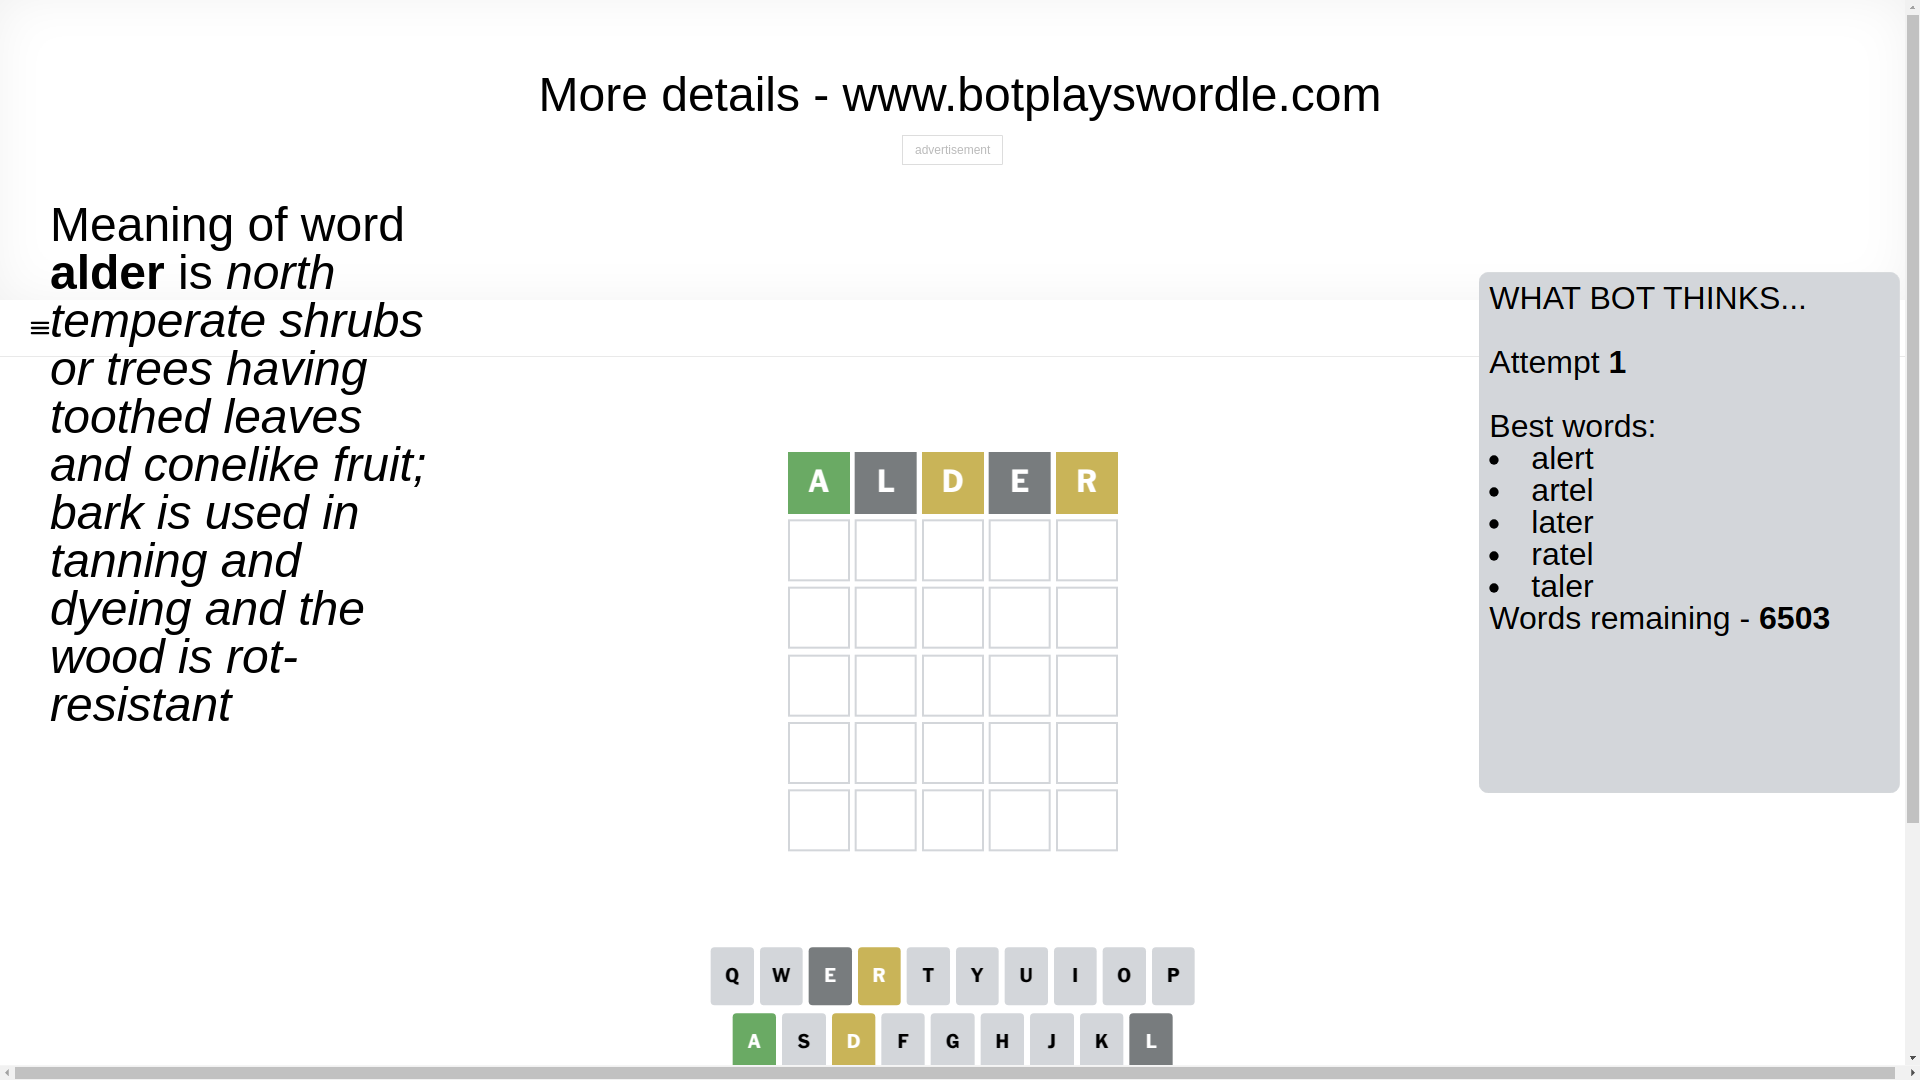 More details - www.botplayswordle.com
advertisement
Meaning of word
alder is north
temperate shrubs
or trees having
toothed leaves
and conelike fruit;
bark is used in
tanning and
dyeing and the
wood is rot-
resistant
WHAT BOT THINKS...
Attempt 1
Best words:
• alert
• artel
• later
• ratel
• taler
Words remaining - 6503
A L D E R
Q W E R T Y U I O P
A S D F G H J K L